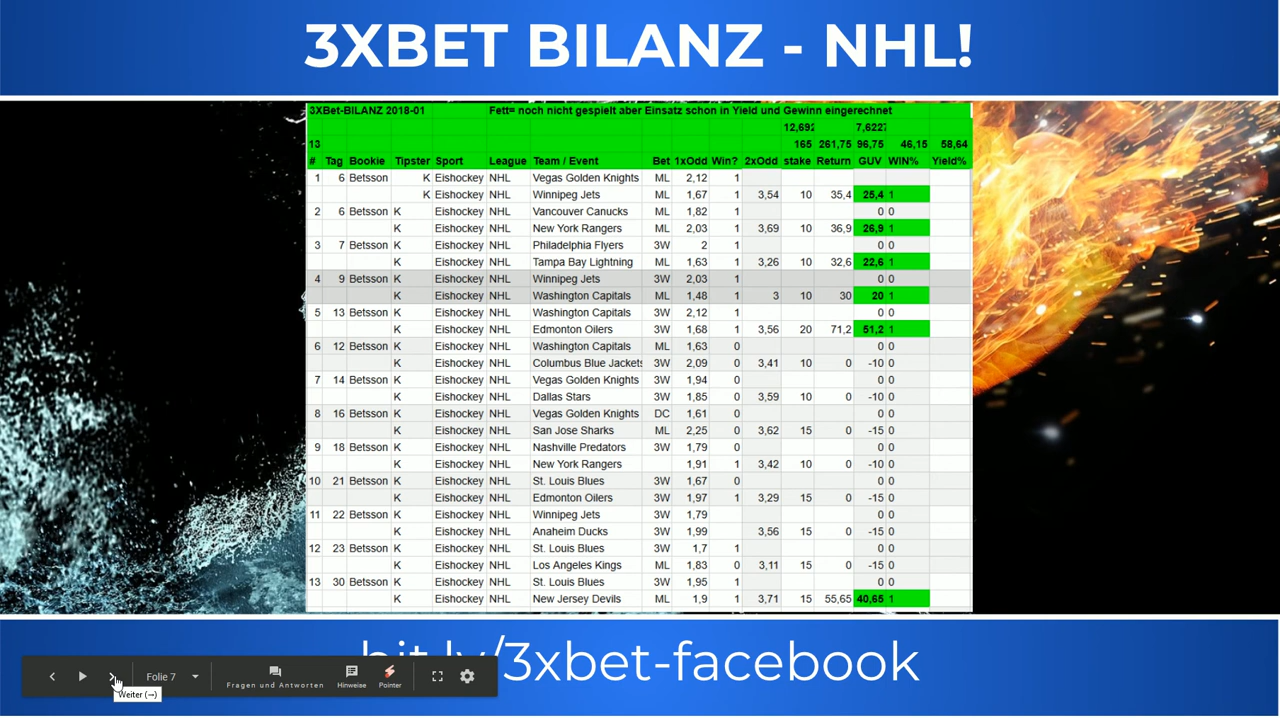 3XBET BILANZ - NHL!
3XBet-BILANZ 2018-01 Fett= noch nicht gespielt aber Einsatz schon in Yield und Gewinn eingerechnet
12,692 7,6227
13 165 261,75 96,75 46,15 58,64
# Tag Bookie Tipster Sport League Team / Event Bet 1xOdd Win? 2xOdd stake Return GUV WIN% Yield%
1 6 Betsson K Eishockey NHL Vegas Golden Knights ML 2,12 1
K Eishockey NHL Winnipeg Jets ML 1,67 1 3,54 10 35,4 25,4 1
2 6 Betsson K Eishockey NHL Vancouver Canucks ML 1,82 1 0 0
K Eishockey NHL New York Rangers ML 2,03 1 3,69 10 36,9 26,9 1
3 7 Betsson K Eishockey NHL Philadelphia Flyers 3W 2 1 0 0
K Eishockey NHL Tampa Bay Lightning ML 1,63 1 3,26 10 32,6 22,6 1
4 9 Betsson K Eishockey NHL Winnipeg Jets 3W 2,03 1 0 0
K Eishockey NHL Washington Capitals ML 1,48 1 3 10 30 20 1
5 13 Betsson K Eishockey NHL Washington Capitals 3W 2,12 1 0 0
K Eishockey NHL Edmonton Oilers 3W 1,68 1 3,56 20 71,2 51,2 1
6 12 Betsson K Eishockey NHL Washington Capitals ML 1,63 0 0 0
K Eishockey NHL Columbus Blue Jackets 3W 2,09 0 3,41 10 0 -10 0
7 14 Betsson K Eishockey NHL Vegas Golden Knights 3W 1,94 0 0 0
K Eishockey NHL Dallas Stars 3W 1,85 0 3,59 10 0 -10 0
8 16 Betsson K Eishockey NHL Vegas Golden Knights DC 1,61 0 0 0
K Eishockey NHL San Jose Sharks ML 2,25 0 3,62 15 0 -15 0
9 18 Betsson K Eishockey NHL Nashville Predators 3W 1,79 0 0 0
K Eishockey NHL New York Rangers 1,91 1 3,42 10 0 -10 0
10 21 Betsson K Eishockey NHL St. Louis Blues 3W 1,67 0 0 0
K Eishockey NHL Edmonton Oilers 3W 1,97 1 3,29 15 0 -15 0
11 22 Betsson K Eishockey NHL Winnipeg Jets 3W 1,79 0 0
K Eishockey NHL Anaheim Ducks 3W 1,99 3,56 15 0 -15 0
12 23 Betsson K Eishockey NHL St. Louis Blues 3W 1,7 1 0 0
K Eishockey NHL Los Angeles Kings ML 1,83 0 3,11 15 0 -15 0
13 30 Betsson K Eishockey NHL St. Louis Blues 3W 1,95 1 0 0
K Eishockey NHL New Jersey Devils ML 1,9 1 3,71 15 55,65 40,65 1
bit.ly/3xbet-facebook
Folie 7 Fragen und Antworten Hinweise Pointer
Weiter (→)